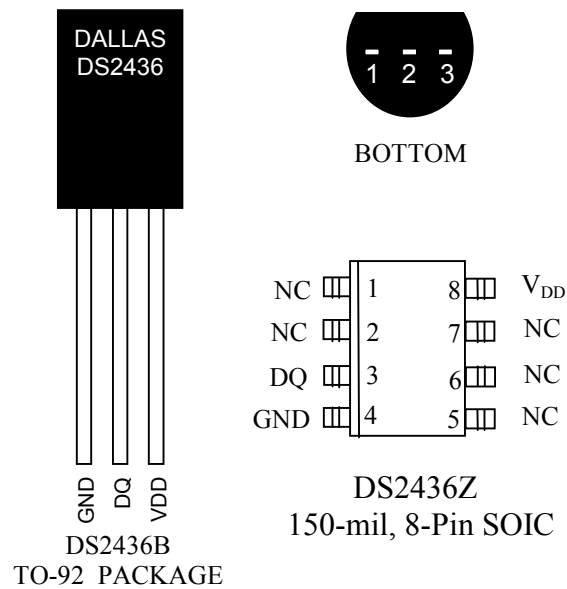 DALLAS
DS2436
GND
DQ
VDD
DS2436B
TO-92 PACKAGE
1 2 3
BOTTOM
NC 1 8 VDD
NC 2 7 NC
DQ 3 6 NC
GND 4 5 NC
DS2436Z
150-mil, 8-Pin SOIC